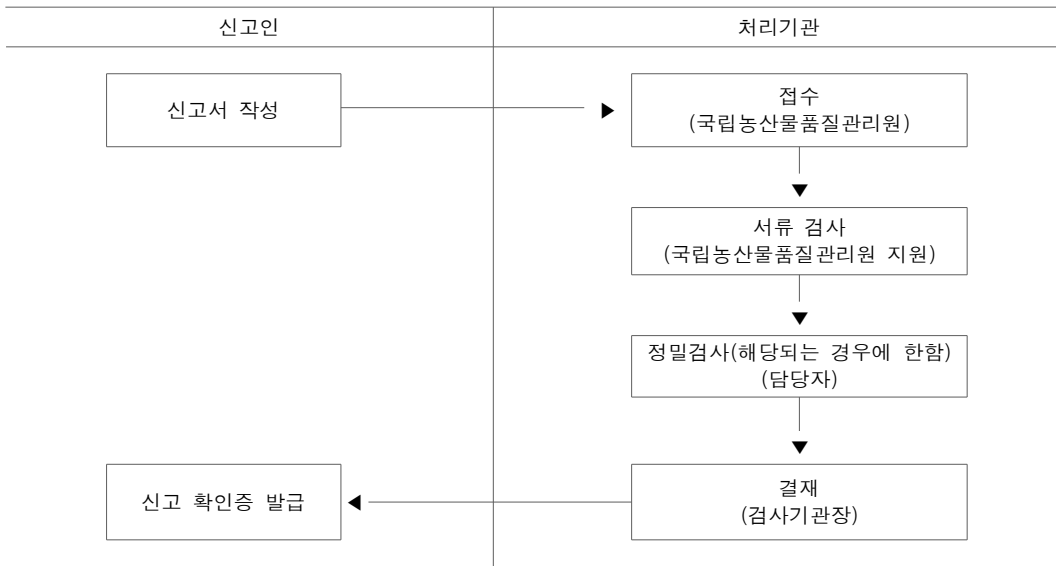 신고인
처리기관
신고서 작성
접수
(국립농산물품질관리원)
서류 검사
(국립농산물품질관리원 지원)
정밀검사(해당되는 경우에 한함)
(담당자)
결재
(검사기관장)
신고 확인증 발급